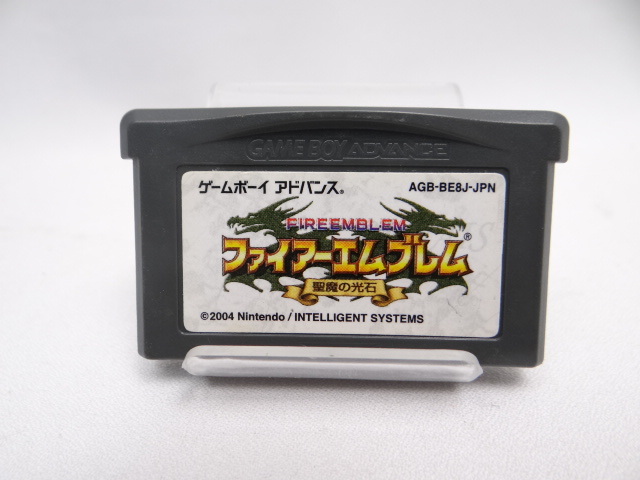 GAME BOY ADVANCE
ゲームボーイ アドバンス® AGB-BE8J-JPN
FIREEMBLEM
ファイアーエムブレム®
聖魔の光石
©2004 Nintendo/INTELLIGENT SYSTEMS